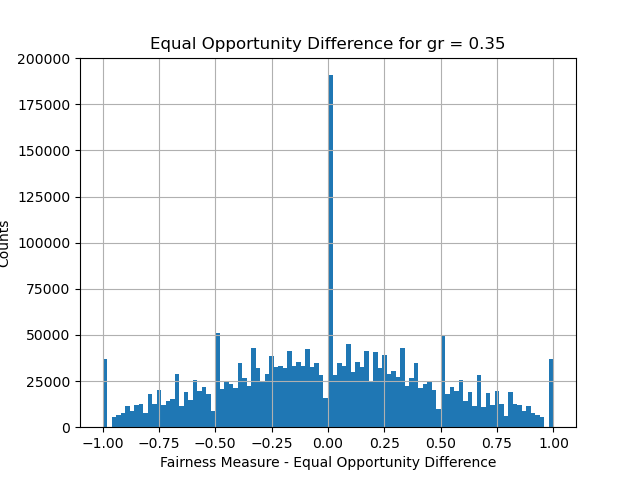 Equal Opportunity Difference for gr = 0.35
200000
175000
150000
125000
100000
75000
50000
25000
0
Counts
−1.00 −0.75 −0.50 −0.25 0.00 0.25 0.50 0.75 1.00
Fairness Measure - Equal Opportunity Difference